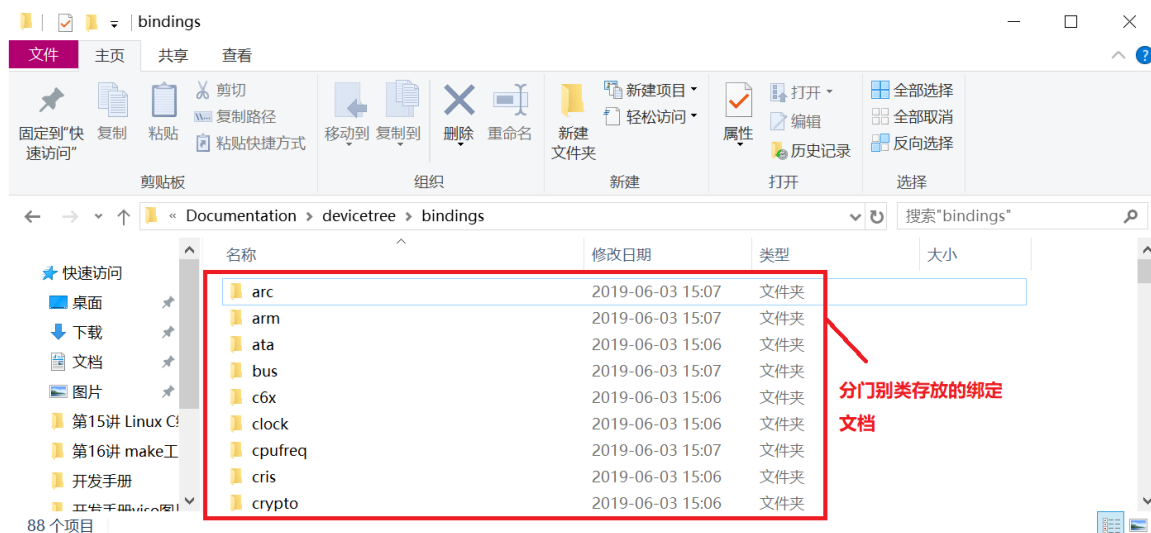 bindings
文件 主页 共享 查看
固定到"快速访问"
复制
粘贴
剪切
复制路径
粘贴快捷方式
剪贴板
移动到
复制到
删除
重命名
组织
新建文件夹
新建项目
轻松访问
新建
属性
打开
编辑
历史记录
打开
全部选择
全部取消
反向选择
选择
« Documentation > devicetree > bindings
搜索"bindings"
名称 修改日期 类型 大小
快速访问
桌面
下载
文档
图片
第15讲 Linux C
第16讲 make工
开发手册
开发手册viso图
arc 2019-06-03 15:07 文件夹
arm 2019-06-03 15:07 文件夹
ata 2019-06-03 15:06 文件夹
bus 2019-06-03 15:07 文件夹
c6x 2019-06-03 15:06 文件夹
clock 2019-06-03 15:06 文件夹
cpufreq 2019-06-03 15:07 文件夹
cris 2019-06-03 15:06 文件夹
crypto 2019-06-03 15:06 文件夹
分门别类存放的绑定
文档
88 个项目